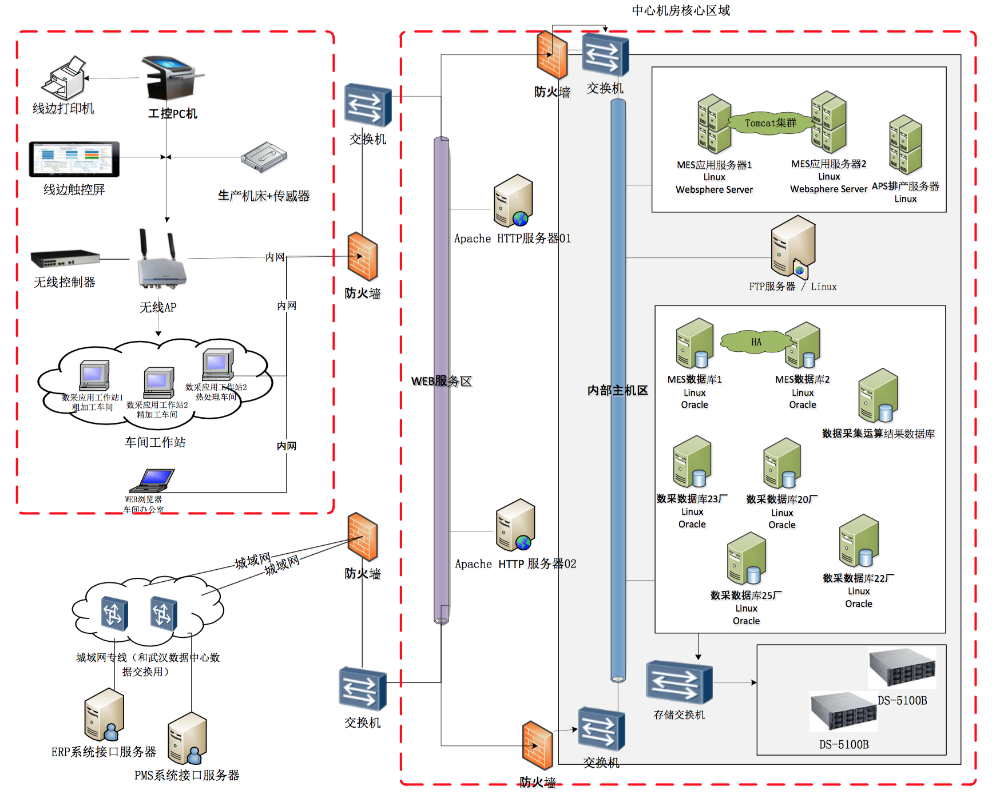 中心机房核心区域
线边打印机
工控PC机
线边触控屏
生产机床+传感器
无线控制器
无线AP
内网
内网
内网
数采应用工作站1
粗加工车间
数采应用工作站2
精加工车间
数采应用工作站2
热处理车间
车间工作站
WEB浏览器
车间办公室
交换机
防火墙
防火墙
交换机
城域网
城域网
城域网专线（和武汉数据中心数
据交换用）
ERP系统接口服务器
PMS系统接口服务器
防火墙
交换机
WEB服务区
Apache HTTP服务器01
Apache HTTP 服务器02
防火墙
交换机
内部主机区
Tomcat集群
MES应用服务器1
Linux
Websphere Server
MES应用服务器2
Linux
Websphere Server
APS排产服务器
Linux
FTP服务器 / Linux
HA
MES数据库1
Linux
Oracle
MES数据库2
Linux
Oracle
数据采集运算结果数据库
数采数据库23厂
Linux
Oracle
数采数据库20厂
Linux
Oracle
数采数据库25厂
Linux
Oracle
数采数据库22厂
Linux
Oracle
存储交换机
DS-5100B
DS-5100B